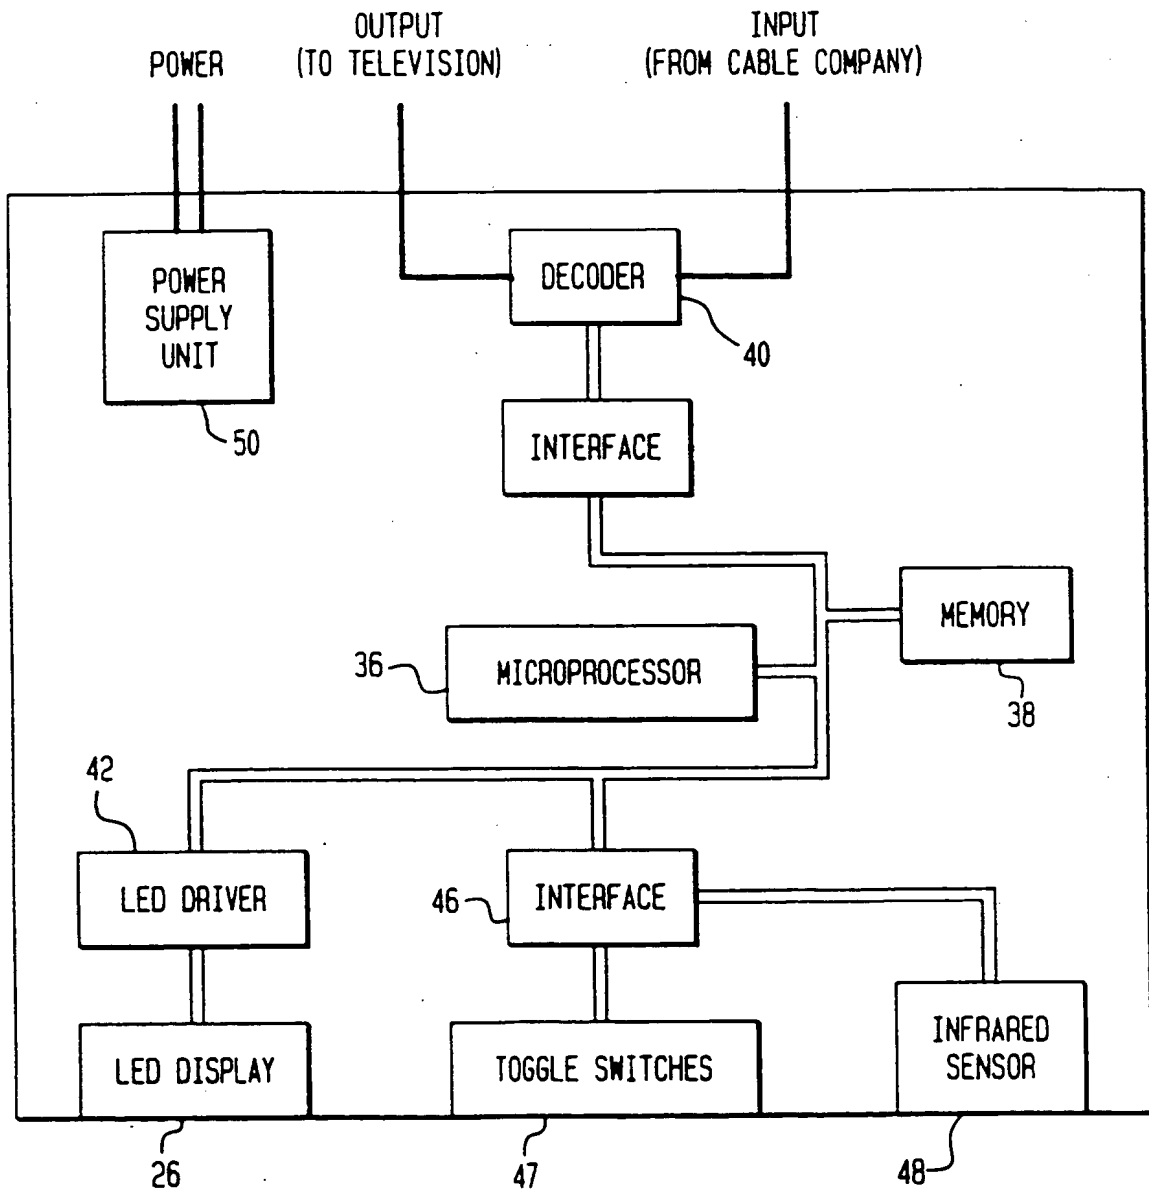 POWER
OUTPUT
(TO TELEVISION)
INPUT
(FROM CABLE COMPANY)
POWER
SUPPLY
UNIT
50
DECODER
40
INTERFACE
MEMORY
38
36
MICROPROCESSOR
42
LED DRIVER
46
INTERFACE
LED DISPLAY
26
TOGGLE SWITCHES
47
INFRARED
SENSOR
48